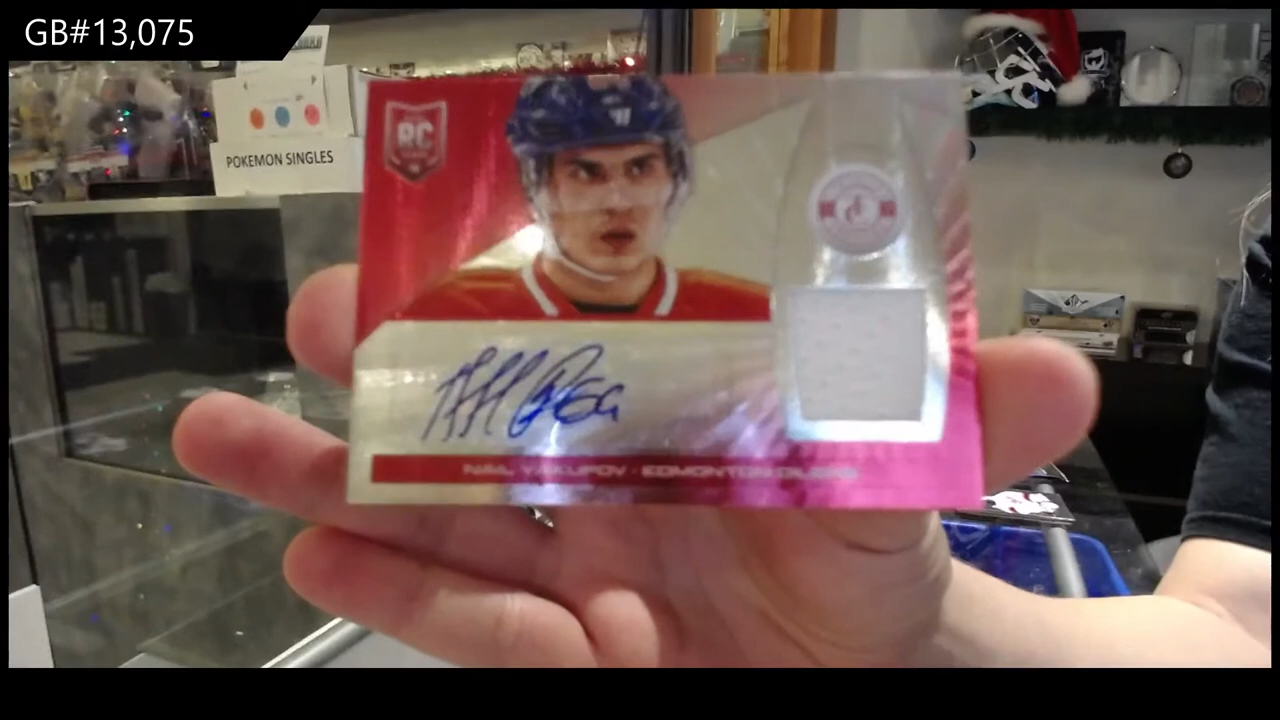 GB#13,075
POKEMON SINGLES
RC
NAIL YAKUPOV · EDMONTON OILERS